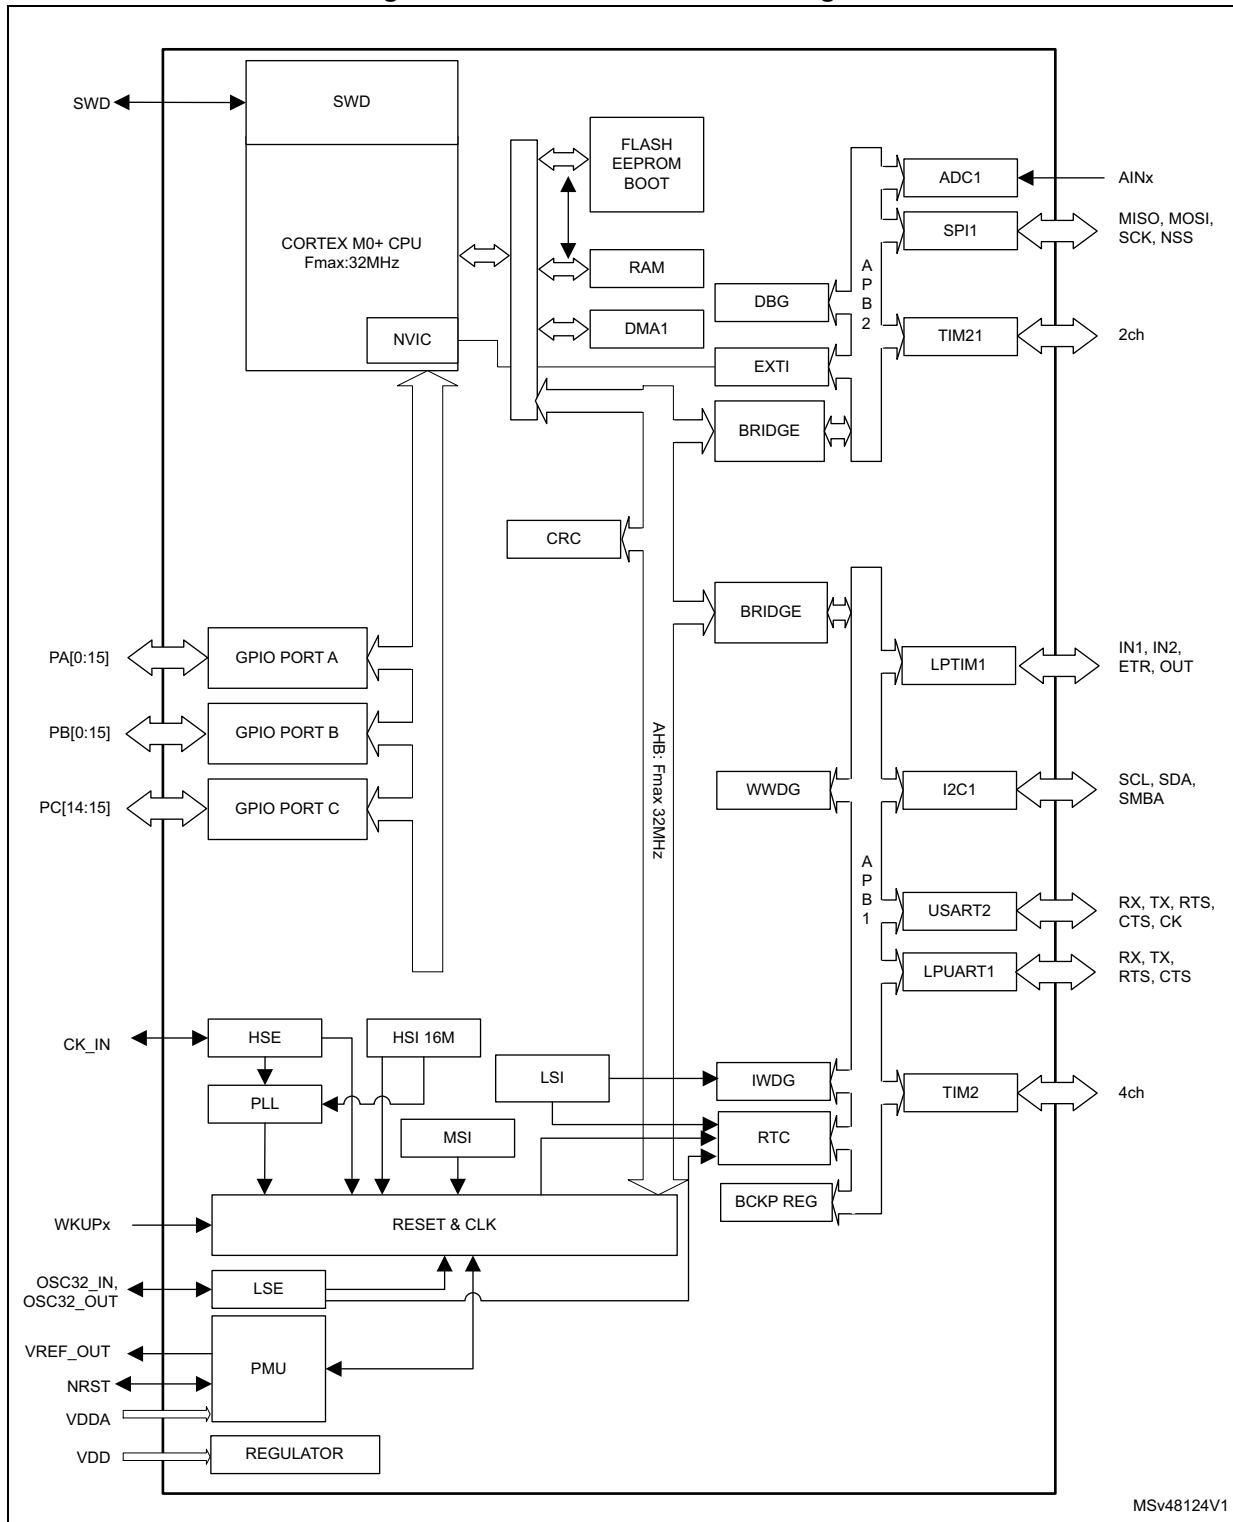 SWD
SWD
CORTEX M0+ CPU
Fmax:32MHz
NVIC
FLASH
EEPROM
BOOT
RAM
DMA1
DBG
EXTI
BRIDGE
APB2
ADC1
AINx
SPI1
MISO, MOSI,
SCK, NSS
TIM21
2ch
CRC
BRIDGE
AHB: Fmax 32MHz
PA[0:15]
GPIO PORT A
PB[0:15]
GPIO PORT B
PC[14:15]
GPIO PORT C
LPTIM1
IN1, IN2,
ETR, OUT
WWDG
I2C1
SCL, SDA,
SMBA
APB1
USART2
RX, TX, RTS,
CTS, CK
LPUART1
RX, TX,
RTS, CTS
CK_IN
HSE
HSI 16M
PLL
LSI
IWDG
TIM2
4ch
MSI
RTC
BCKP REG
WKUPx
RESET & CLK
OSC32_IN,
OSC32_OUT
LSE
VREF_OUT
PMU
NRST
VDDA
VDD
REGULATOR
MSv48124V1